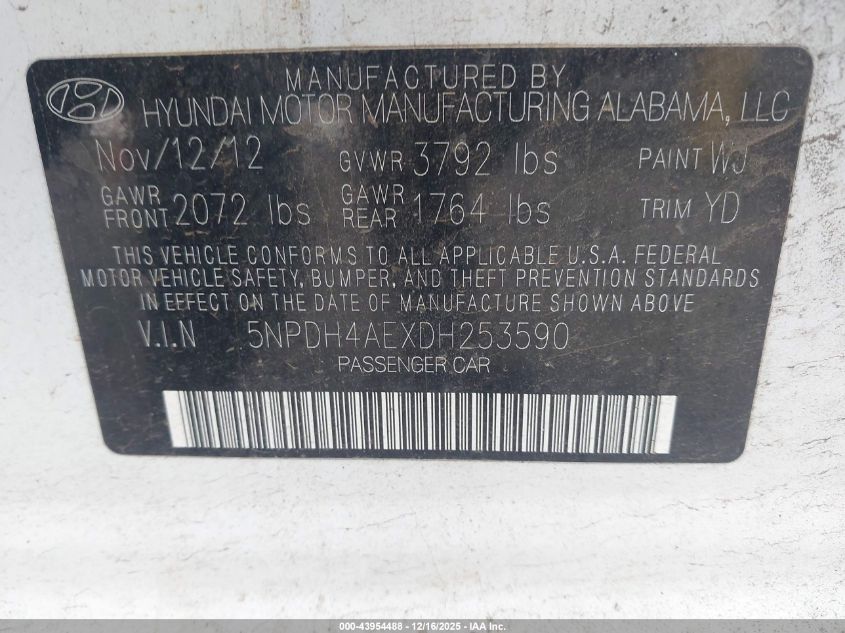 MANUFACTURED BY
HYUNDAI MOTOR MANUFACTURING ALABAMA, LLC
Nov/12/12 GVWR 3792 lbs PAINT WJ
GAWR FRONT 2072 lbs GAWR REAR 1764 lbs TRIM YD
THIS VEHICLE CONFORMS TO ALL APPLICABLE U.S.A. FEDERAL
MOTOR VEHICLE SAFETY, BUMPER, AND THEFT PREVENTION STANDARDS
IN EFFECT ON THE DATE OF MANUFACTURE SHOWN ABOVE.
V.I.N 5NPDH4AEXDH253590
PASSENGER CAR
000-43954488 - 12/16/2025 - © IAA, Inc.